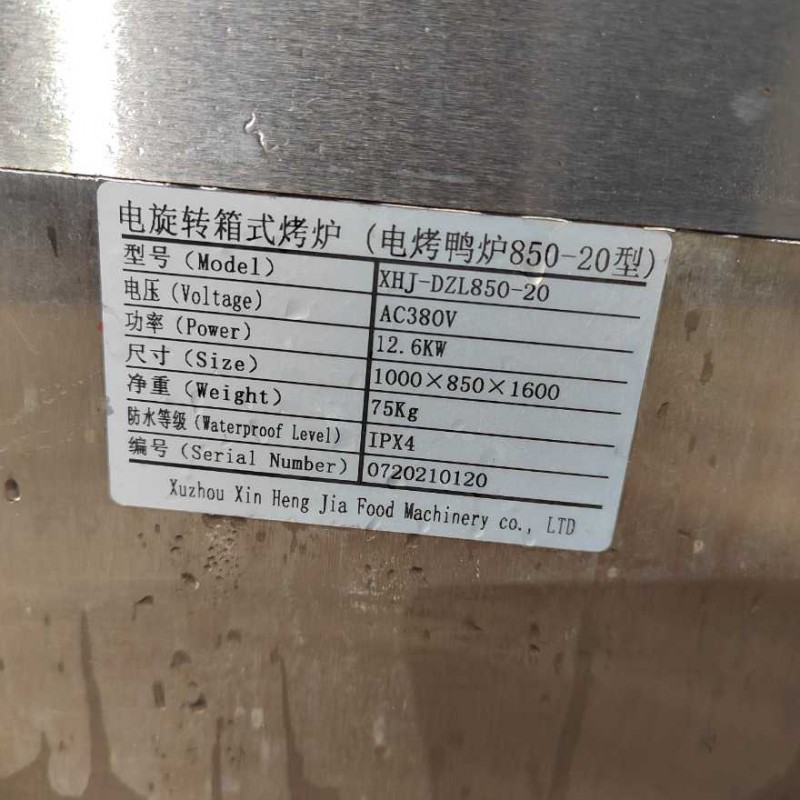 电旋转箱式烤炉（电烤鸭炉850-20型）
型号（Model） XHJ-DZL850-20
电压（Voltage） AC380V
功率（Power） 12.6KW
尺寸（Size） 1000×850×1600
净重（Weight） 75Kg
防水等级（Waterproof Level） IPX4
编号（Serial Number） 0720210120
Xuzhou Xin Heng Jia Food Machinery co., LTD